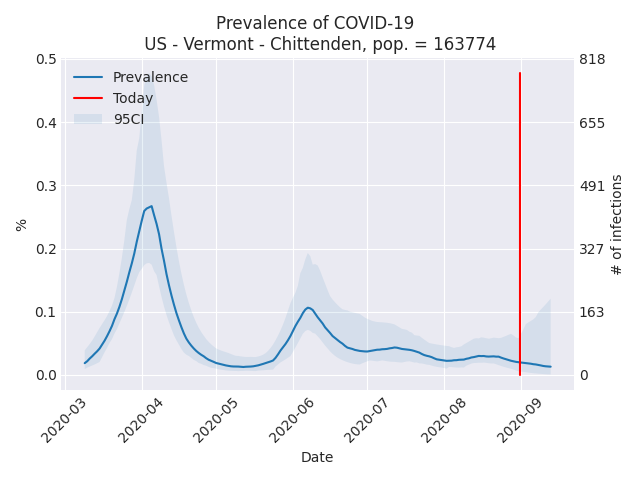 Prevalence of COVID-19
US - Vermont - Chittenden, pop. = 163774
Prevalence
Today
95CI
0.5
0.4
0.3
0.2
0.1
0.0
%
818
655
491
327
163
0
# of infections
2020-03
2020-04
2020-05
2020-06
2020-07
2020-08
2020-09
Date